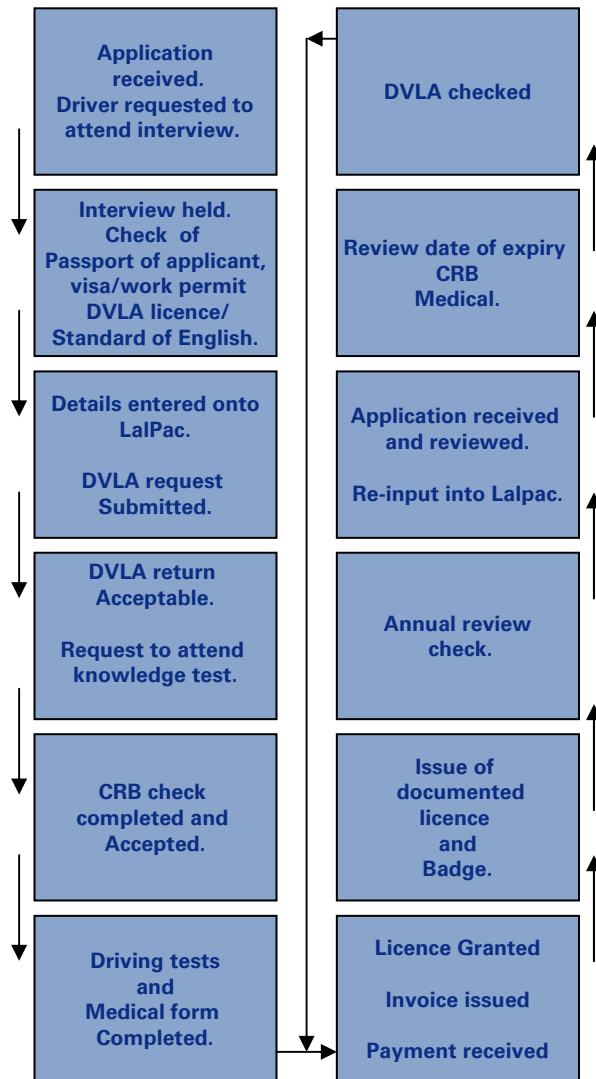 Application
received.
Driver requested to
attend interview.
Interview held.
Check of
Passport of applicant,
visa/work permit
DVLA licence/
Standard of English.
Details entered onto
LalPac.
DVLA request
Submitted.
DVLA return
Acceptable.
Request to attend
knowledge test.
CRB check
completed and
Accepted.
Driving tests
and
Medical form
Completed.
Licence Granted
Invoice issued
Payment received
Issue of
documented
licence
and
Badge.
Annual review
check.
Application received
and reviewed.
Re-input into Lalpac.
Review date of expiry
CRB
Medical.
DVLA checked